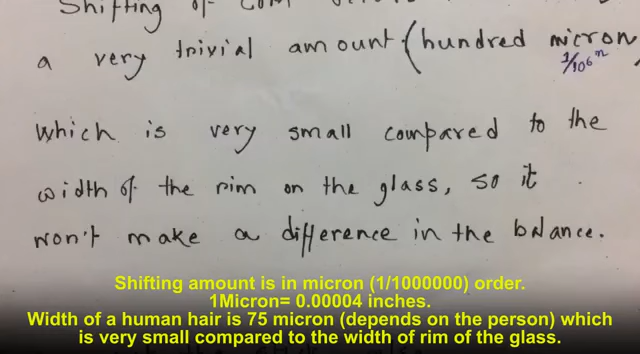 Shifting of COM
a very trivial amount (hundred micron,
1/10^6 m
which is very small compared to the
width of the rim on the glass, so it
won't make a difference in the balance.
Shifting amount is in micron (1/1000000) order.
1Micron= 0.00004 inches.
Width of a human hair is 75 micron (depends on the person) which
is very small compared to the width of rim of the glass.